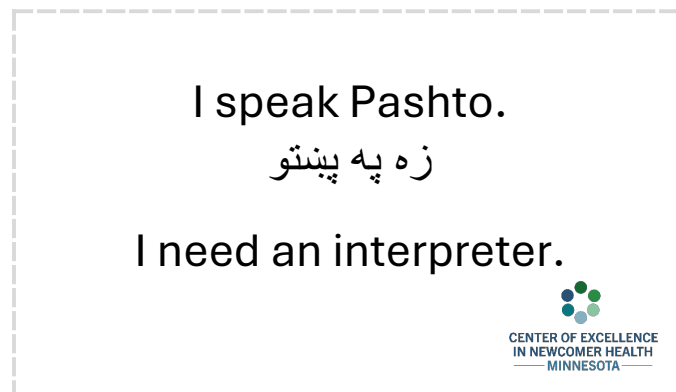 I speak Pashto.
زه په پښتو
I need an interpreter.
CENTER OF EXCELLENCE
IN NEWCOMER HEALTH
MINNESOTA